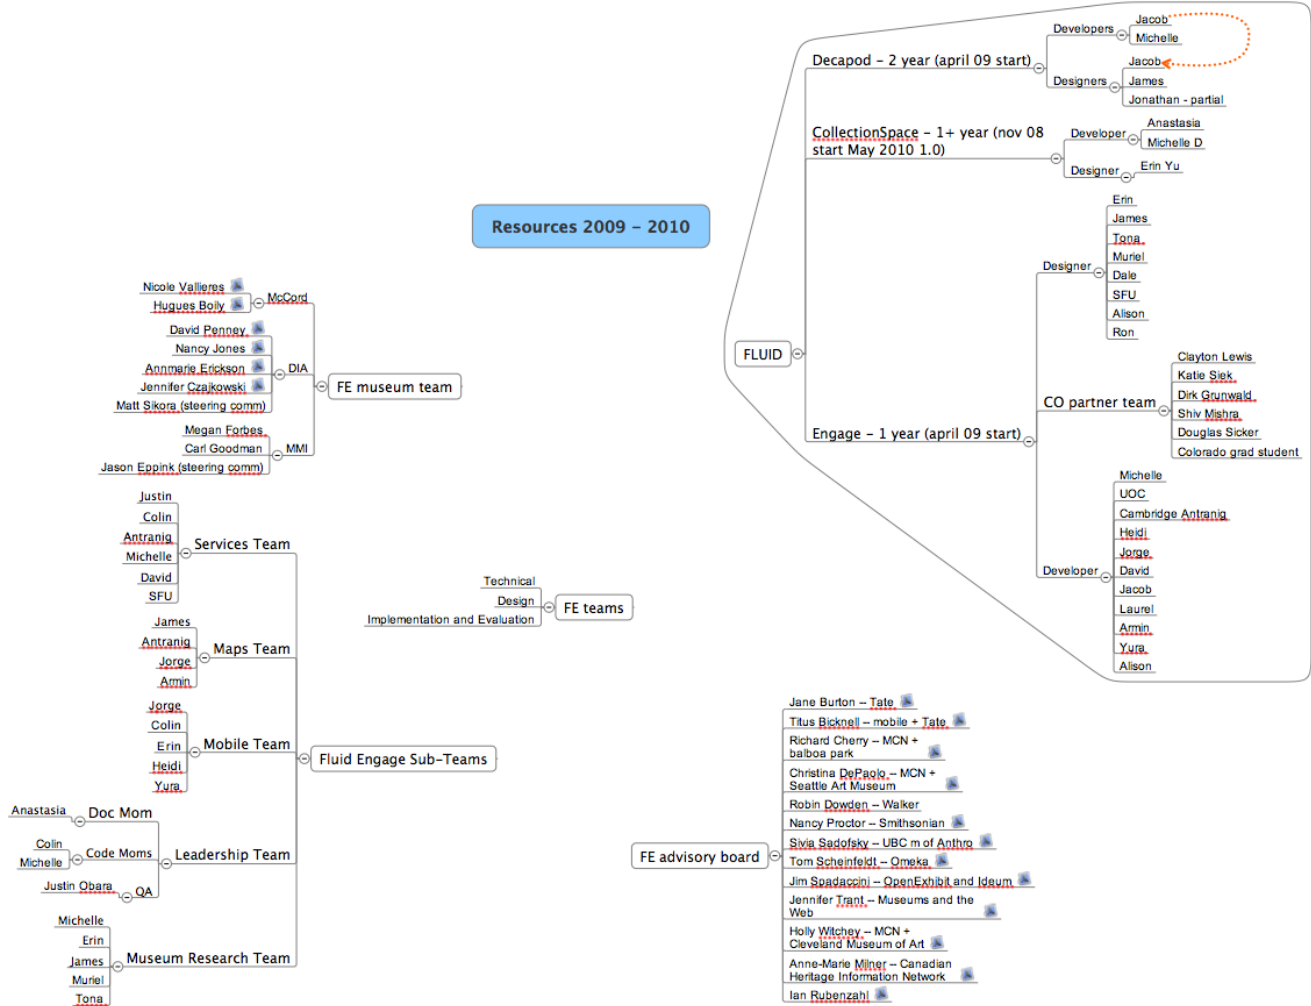 Resources 2009 – 2010
FLUID
Decapod – 2 year (april 09 start)
Developers
Jacob
Michelle
Designers
Jacob
James
Jonathan - partial
CollectionSpace – 1+ year (nov 08
start May 2010 1.0)
Developer
Anastasia
Michelle D
Designer
Erin Yu
Engage – 1 year (april 09 start)
Designer
Erin
James
Tona
Muriel
Dale
SFU
Alison
Ron
CO partner team
Clayton Lewis
Katie Siek
Dirk Grunwald
Shiv Mishra
Douglas Sicker
Colorado grad student
Developer
Michelle
UOC
Cambridge Antranig
Heidi
Jorge
David
Jacob
Laurel
Armin
Yura
Alison
FE museum team
McCord
Nicole Vallieres
Hugues Boily
DIA
David Penney
Nancy Jones
Annmarie Erickson
Jennifer Czajkowski
Matt Sikora (steering comm)
MMI
Megan Forbes
Carl Goodman
Jason Eppink (steering comm)
FE teams
Technical
Design
Implementation and Evaluation
Fluid Engage Sub-Teams
Services Team
Justin
Colin
Antranig
Michelle
David
SFU
Maps Team
James
Antranig
Jorge
Armin
Mobile Team
Jorge
Colin
Erin
Heidi
Yura
Leadership Team
Doc Mom
Anastasia
Code Moms
Colin
Michelle
QA
Justin Obara
Museum Research Team
Michelle
Erin
James
Muriel
Tona
FE advisory board
Jane Burton -- Tate
Titus Bicknell -- mobile + Tate
Richard Cherry -- MCN +
balboa park
Christina DePaolo -- MCN +
Seattle Art Museum
Robin Dowden -- Walker
Nancy Proctor -- Smithsonian
Sivia Sadofsky -- UBC m of Anthro
Tom Scheinfeldt -- Omeka
Jim Spadaccini -- OpenExhibit and Ideum
Jennifer Trant -- Museums and the
Web
Holly Witchey -- MCN +
Cleveland Museum of Art
Anne-Marie Milner -- Canadian
Heritage Information Network
Ian Rubenzahl